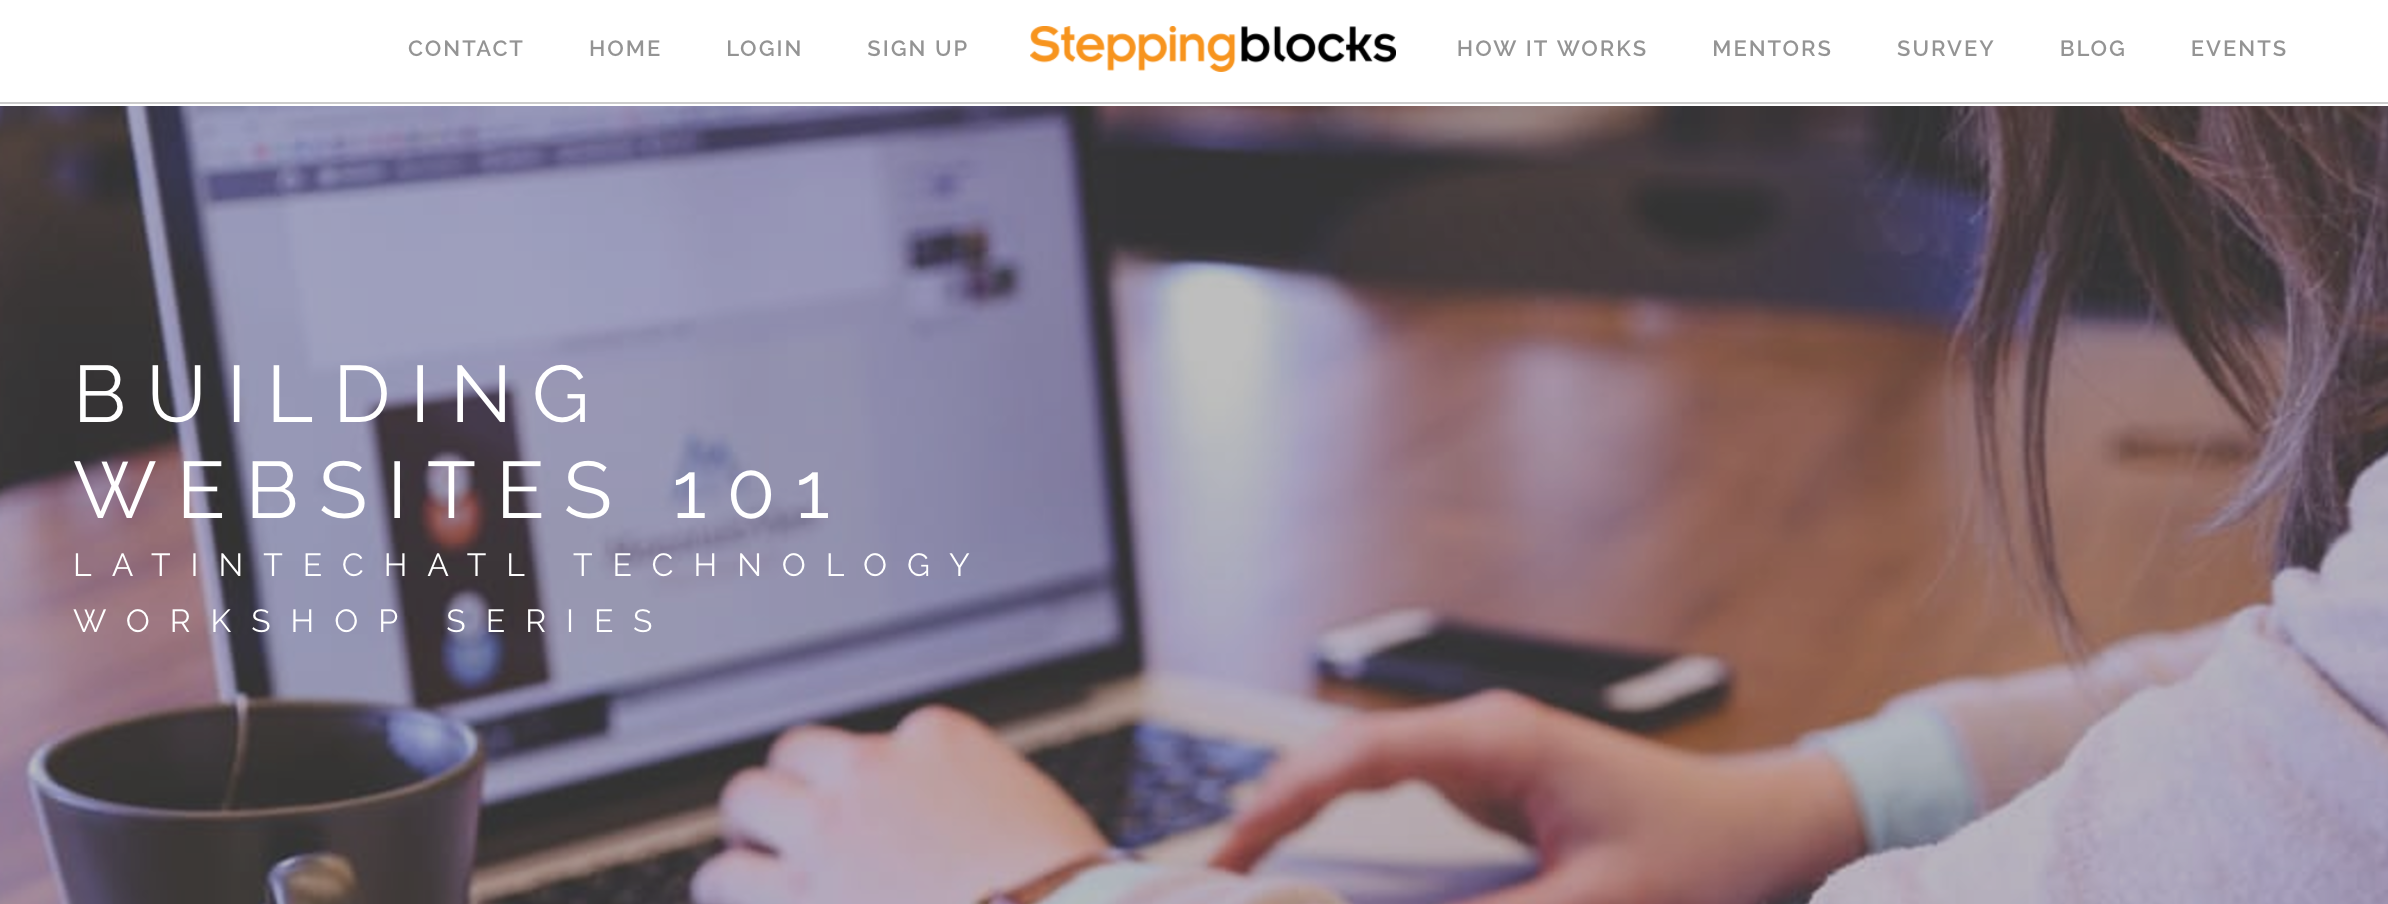 CONTACT HOME LOGIN SIGN UP Steppingblocks HOW IT WORKS MENTORS SURVEY BLOG EVENTS
BUILDING
WEBSITES 101
LATINTECHATL TECHNOLOGY
WORKSHOP SERIES